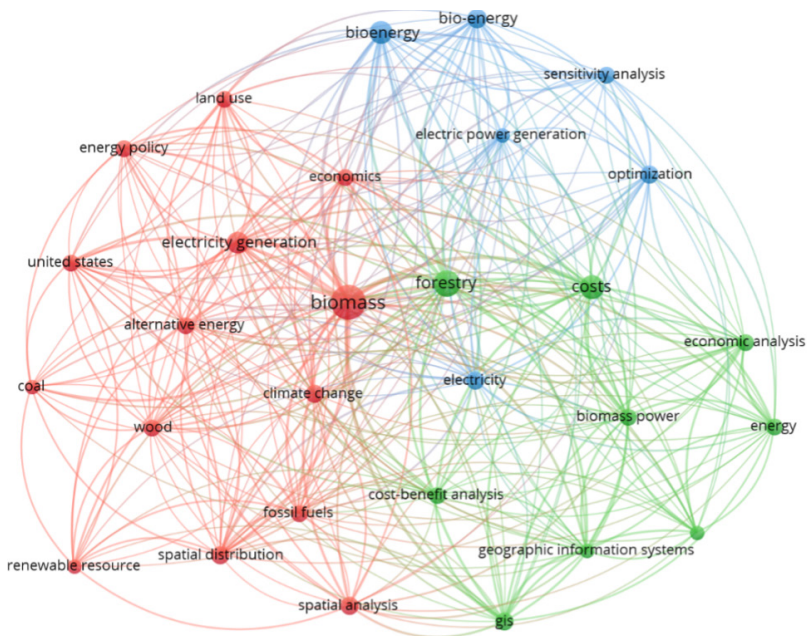 bio-energy
bioenergy
sensitivity analysis
land use
electric power generation
energy policy
economics
optimization
electricity generation
united states
forestry
costs
biomass
alternative energy
economic analysis
electricity
coal
climate change
biomass power
wood
energy
cost-benefit analysis
fossil fuels
geographic information systems
spatial distribution
renewable resource
spatial analysis
gis